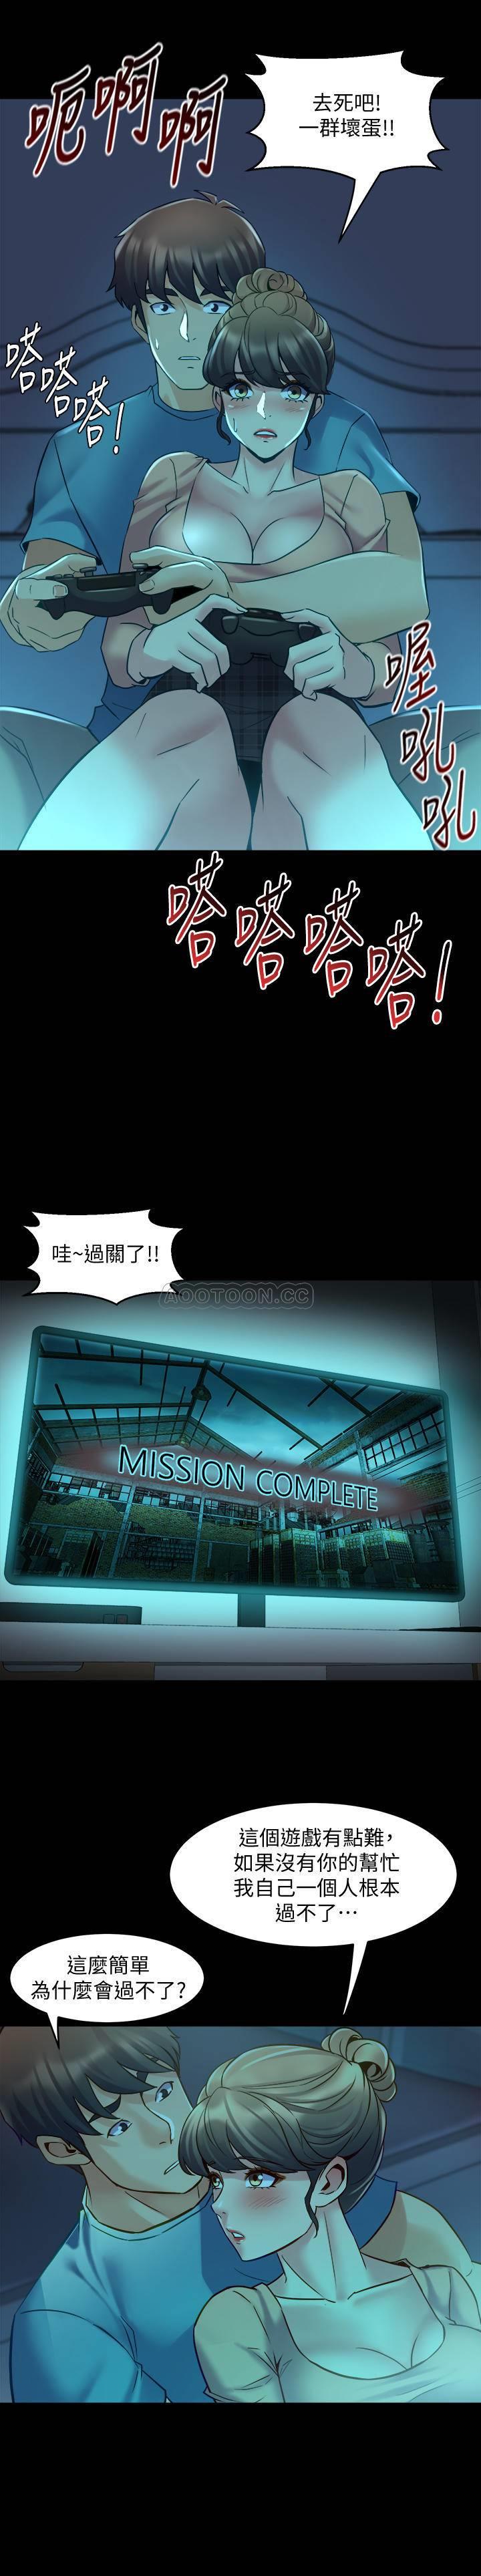 呃啊啊
去死吧!
一群壞蛋!!
嗒嗒嗒!
喔吼吼
嗒嗒嗒嗒!
哇~過關了!!
AOOTOON.CC
MISSION COMPLETE
這個遊戲有點難，
如果沒有你的幫忙
我自己一個人根本
過不了…
這麼簡單
為什麼會過不了?